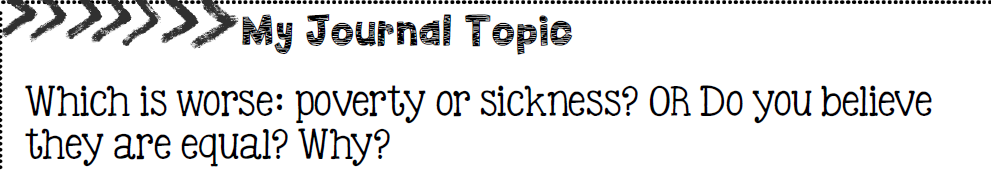 My Journal Topic
Which is worse: poverty or sickness? OR Do you believe
they are equal? Why?